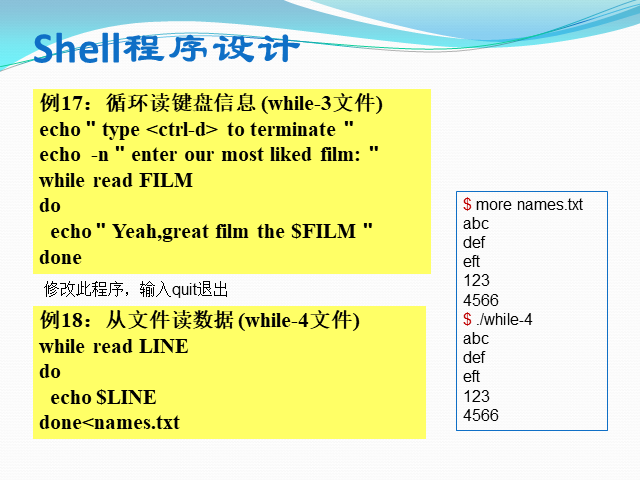 Shell程序设计
例17：循环读键盘信息 (while-3文件)
echo " type <ctrl-d> to terminate "
echo -n " enter our most liked film: "
while read FILM
do
echo " Yeah,great film the $FILM "
done
修改此程序，输入quit退出
例18：从文件读数据 (while-4文件)
while read LINE
do
echo $LINE
done<names.txt
$ more names.txt
abc
def
eft
123
4566
$ ./while-4
abc
def
eft
123
4566